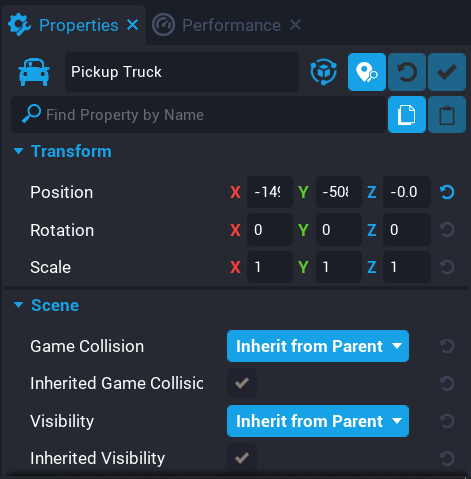 Properties Performance
Pickup Truck
Find Property by Name
Transform
Position X -149 Y -508 Z -0.0
Rotation X 0 Y 0 Z 0
Scale X 1 Y 1 Z 1
Scene
Game Collision Inherit from Parent
Inherited Game Collisic
Visibility Inherit from Parent
Inherited Visibility